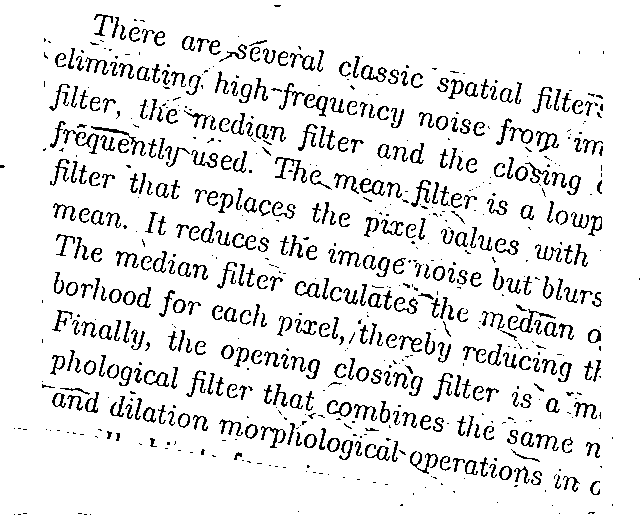 There are several classic spatial filters
eliminating high-frequency noise from im
filter, the median filter and the closing
frequently used. The mean filter is a lowp
filter that replaces the pixel values with
mean. It reduces the image noise but blurs
The median filter calculates the median o
borhood for each pixel, thereby reducing th
Finally, the opening closing filter is a m
phological filter that combines the same n
and dilation morphological operations in o